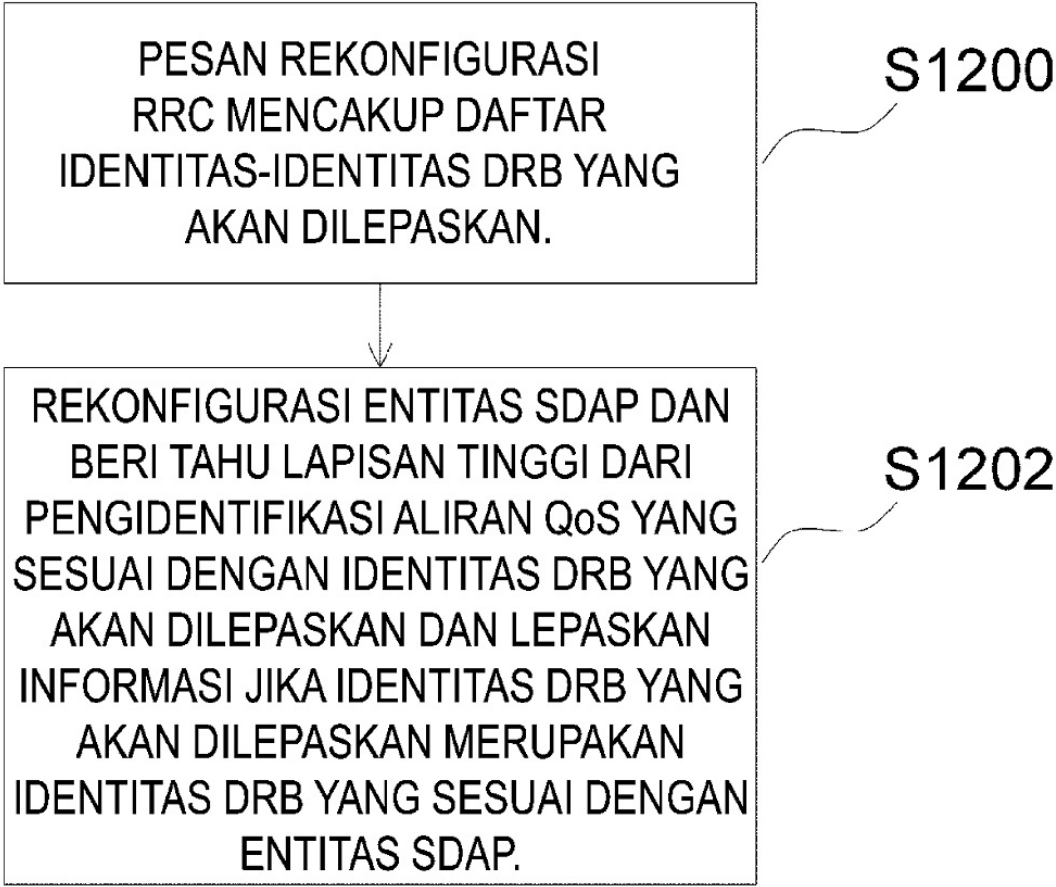 PESAN REKONFIGURASI
RRC MENCAKUP DAFTAR
IDENTITAS-IDENTITAS DRB YANG
AKAN DILEPASKAN.
S1200
REKONFIGURASI ENTITAS SDAP DAN
BERI TAHU LAPISAN TINGGI DARI
PENGIDENTIFIKASI ALIRAN QoS YANG
SESUAI DENGAN IDENTITAS DRB YANG
AKAN DILEPASKAN DAN LEPASKAN
INFORMASI JIKA IDENTITAS DRB YANG
AKAN DILEPASKAN MERUPAKAN
IDENTITAS DRB YANG SESUAI DENGAN
ENTITAS SDAP.
S1202